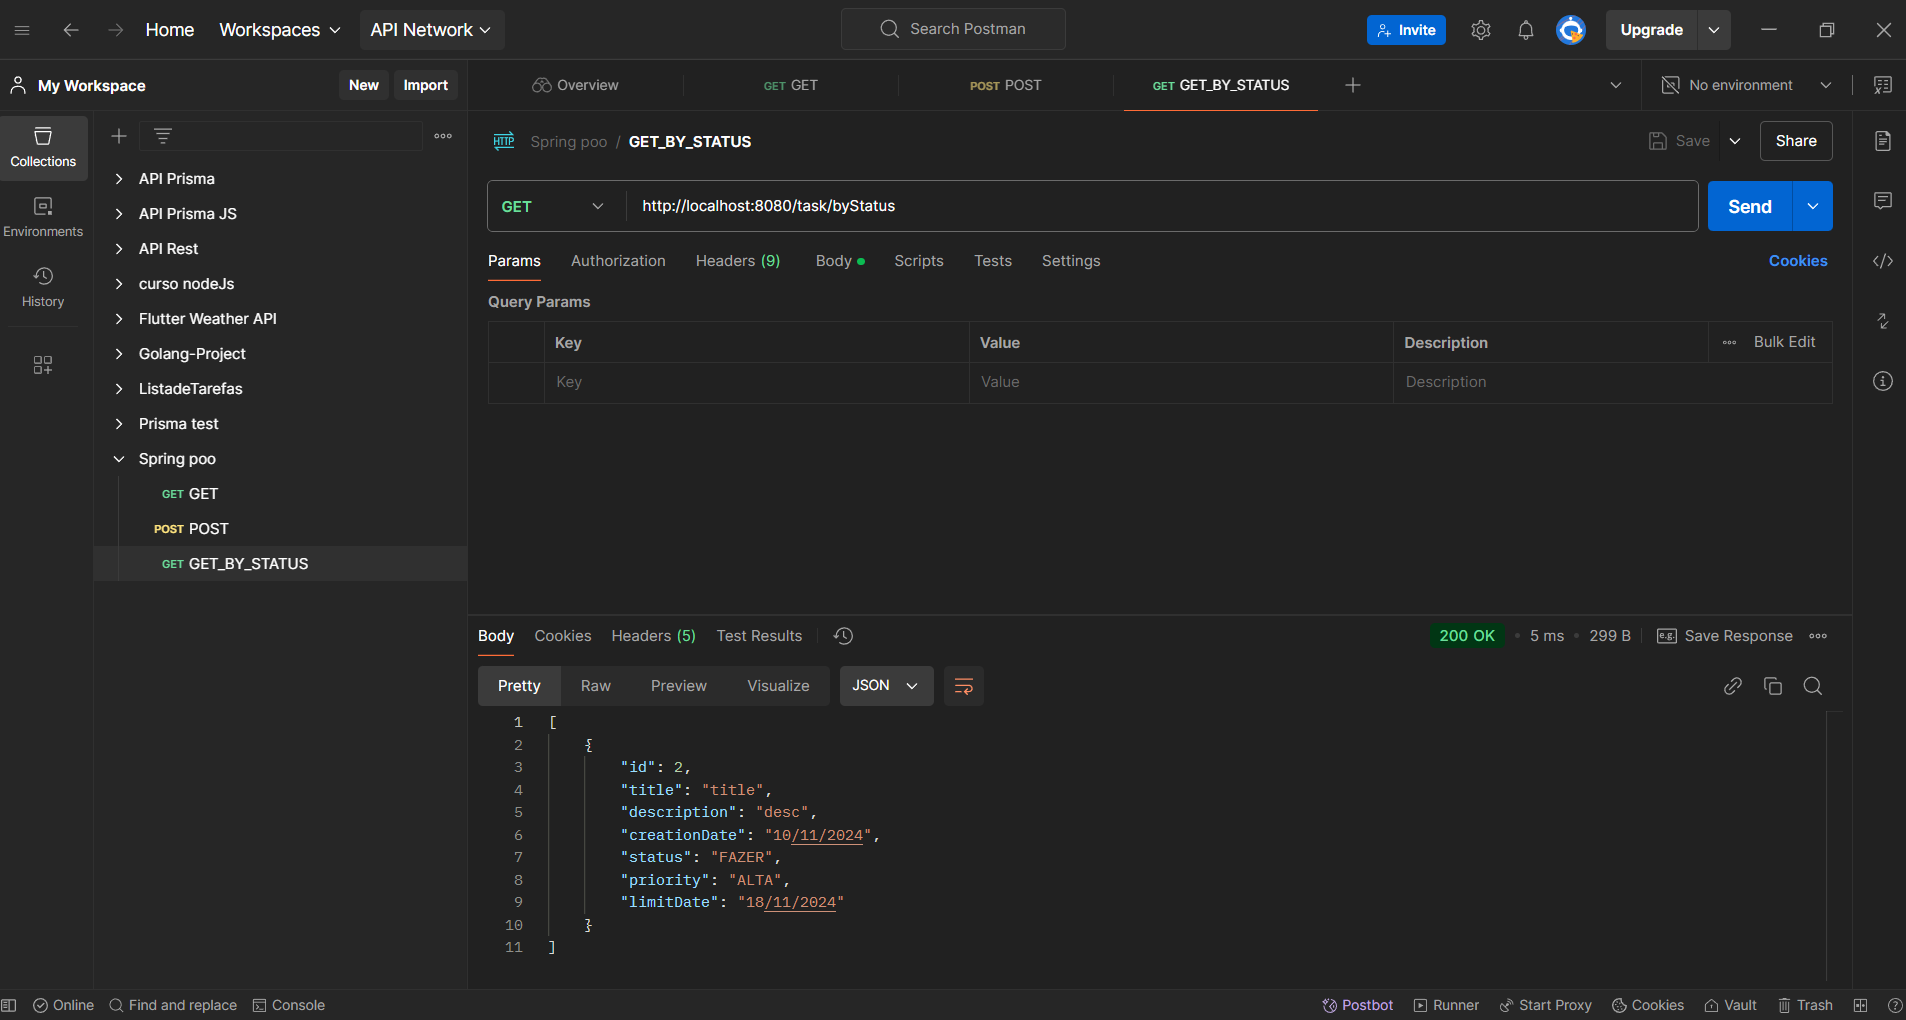 Home Workspaces API Network Search Postman Invite Upgrade
My Workspace New Import Overview GET GET POST POST GET GET_BY_STATUS No environment
Collections
Environments
History
API Prisma
API Prisma JS
API Rest
curso nodeJs
Flutter Weather API
Golang-Project
ListadeTarefas
Prisma test
Spring poo
GET GET
POST POST
GET GET_BY_STATUS
HTTP Spring poo / GET_BY_STATUS Save Share
GET http://localhost:8080/task/byStatus Send
Params Authorization Headers (9) Body Scripts Tests Settings Cookies
Query Params
Key Value Description Bulk Edit
Key Value Description
Body Cookies Headers (5) Test Results 200 OK • 5 ms • 299 B e.g. Save Response
Pretty Raw Preview Visualize JSON
1 [
2 {
3 "id": 2,
4 "title": "title",
5 "description": "desc",
6 "creationDate": "10/11/2024",
7 "status": "FAZER",
8 "priority": "ALTA",
9 "limitDate": "18/11/2024"
10 }
11 ]
Online Find and replace Console Postbot Runner Start Proxy Cookies Vault Trash